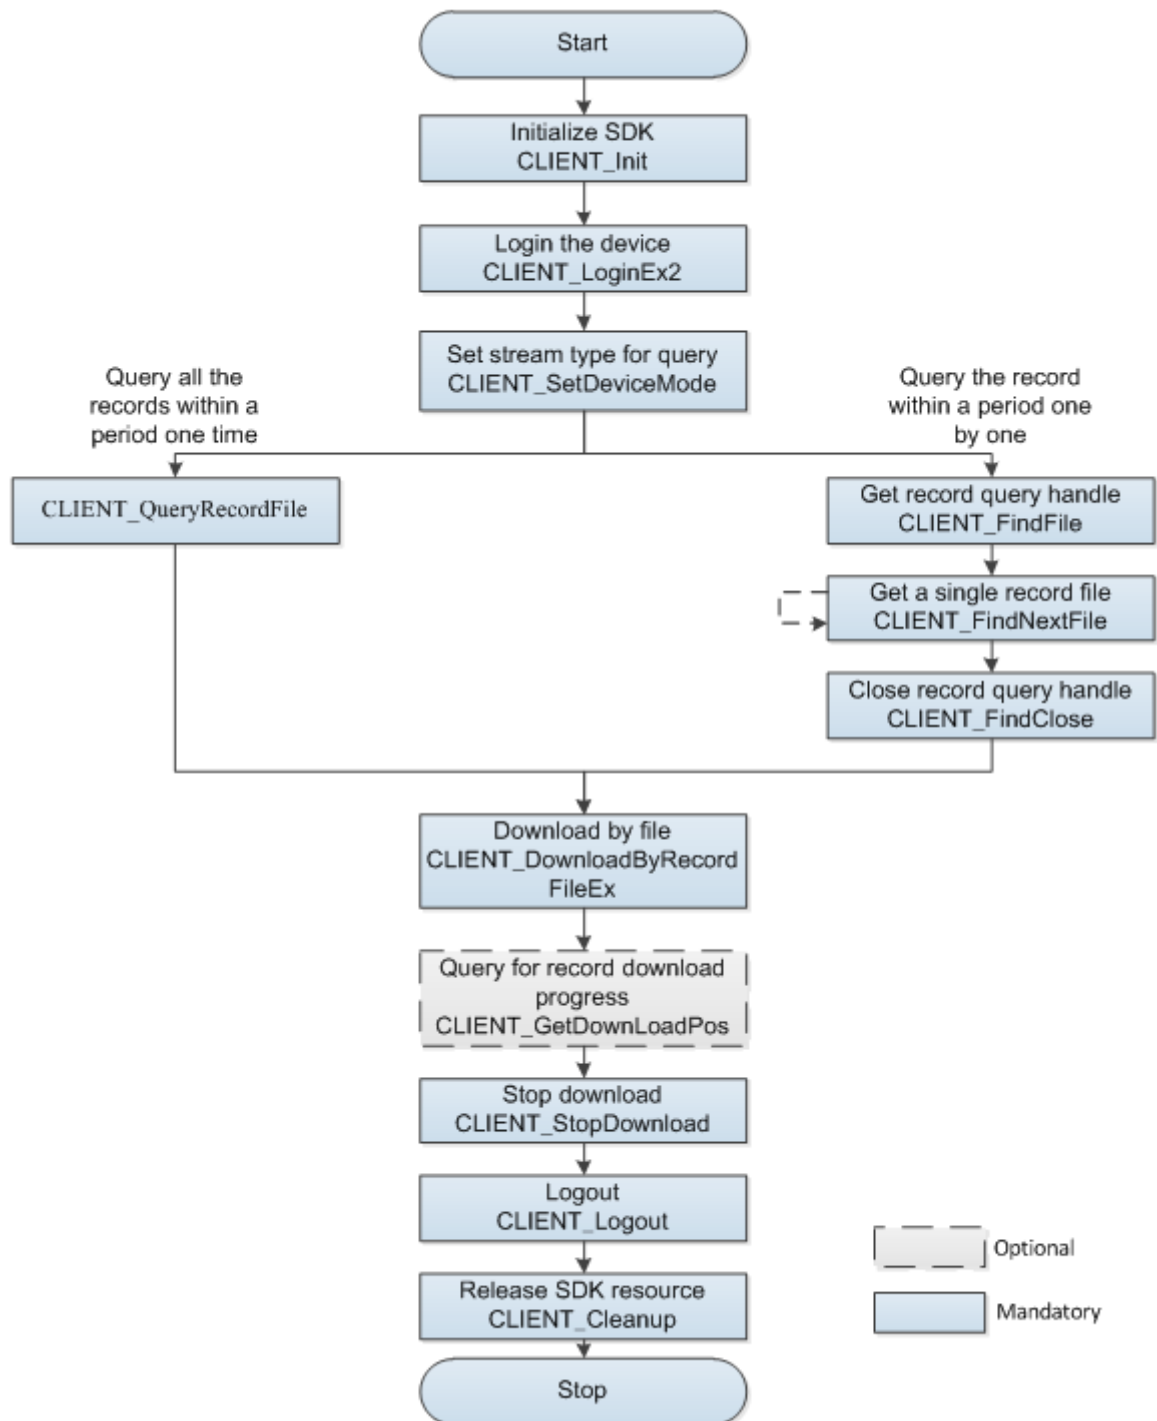 Start
Initialize SDK
CLIENT_Init
Login the device
CLIENT_LoginEx2
Set stream type for query
CLIENT_SetDeviceMode
Query all the
records within a
period one time
Query the record
within a period one
by one
CLIENT_QueryRecordFile
Get record query handle
CLIENT_FindFile
Get a single record file
CLIENT_FindNextFile
Close record query handle
CLIENT_FindClose
Download by file
CLIENT_DownloadByRecord
FileEx
Query for record download
progress
CLIENT_GetDownLoadPos
Stop download
CLIENT_StopDownload
Logout
CLIENT_Logout
Release SDK resource
CLIENT_Cleanup
Stop
Optional
Mandatory